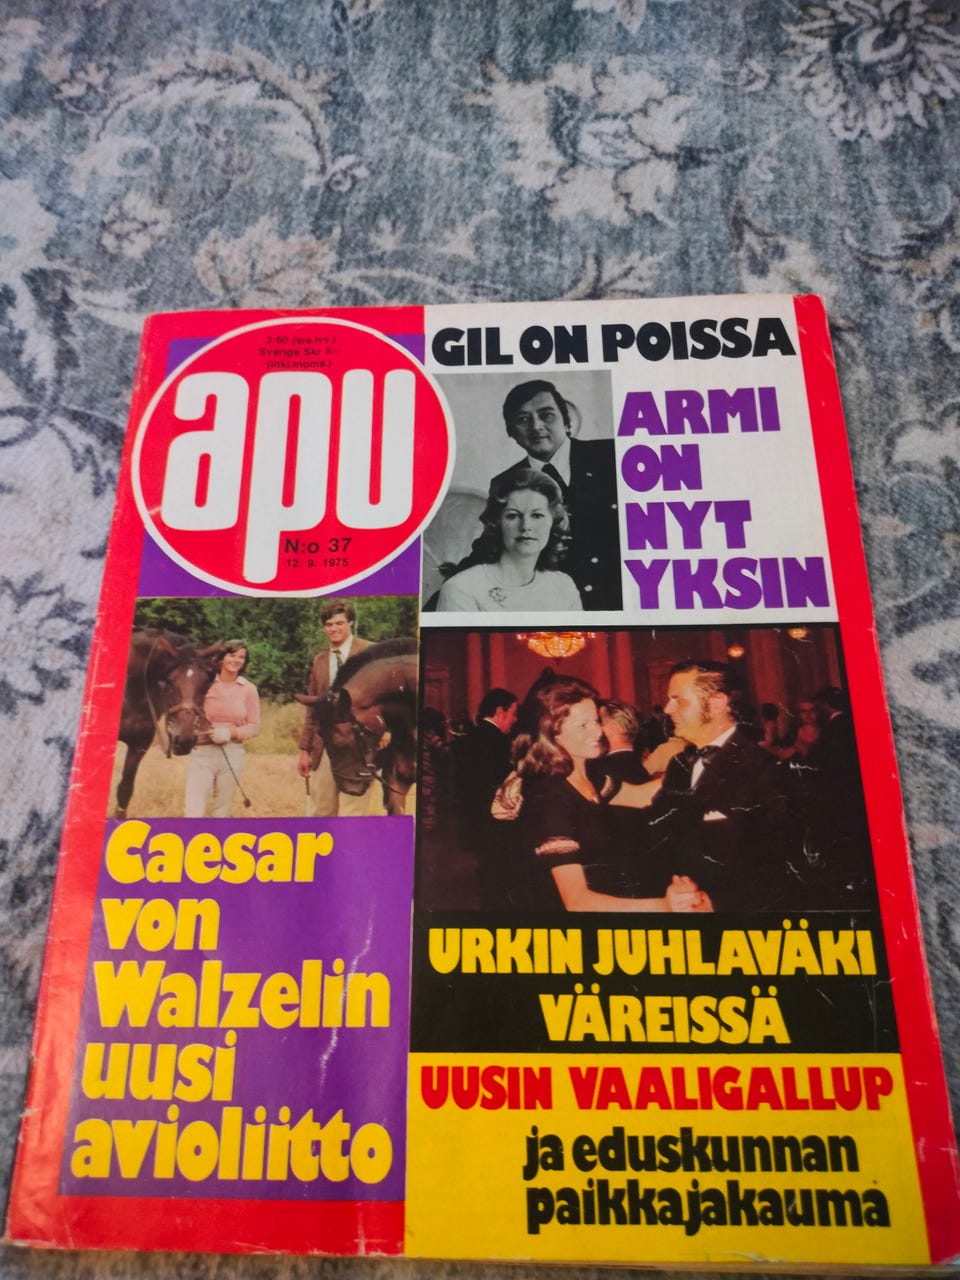 3:60 (sis.lvv.)
Sverige Skr 5:-
(inkl.moms.)
apu
N:o 37
12. 9. 1975
GIL ON POISSA
ARMI
ON
NYT
YKSIN
Caesar
von
Walzelin
uusi
avioliitto
URKIN JUHLAVÄKI
VÄREISSÄ
UUSIN VAALIGALLUP
ja eduskunnan
paikkajakauma